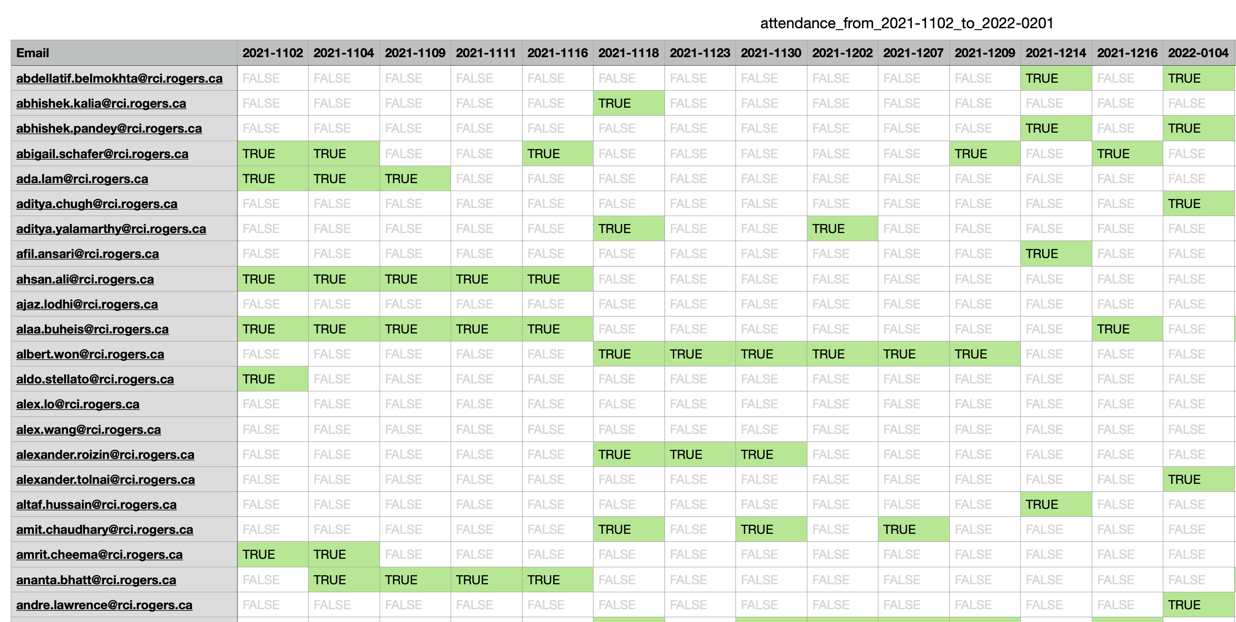 attendance_from_2021-1102_to_2022-0201
Email 2021-1102 2021-1104 2021-1109 2021-1111 2021-1116 2021-1118 2021-1123 2021-1130 2021-1202 2021-1207 2021-1209 2021-1214 2021-1216 2022-0104
abdellatif.belmokhta@rci.rogers.ca FALSE FALSE FALSE FALSE FALSE FALSE FALSE FALSE FALSE FALSE FALSE TRUE FALSE TRUE
abhishek.kalia@rci.rogers.ca FALSE FALSE FALSE FALSE FALSE TRUE FALSE FALSE FALSE FALSE FALSE FALSE FALSE FALSE
abhishek.pandey@rci.rogers.ca FALSE FALSE FALSE FALSE FALSE FALSE FALSE FALSE FALSE FALSE FALSE TRUE FALSE TRUE
abigail.schafer@rci.rogers.ca TRUE TRUE FALSE FALSE TRUE FALSE FALSE FALSE FALSE FALSE TRUE FALSE TRUE FALSE
ada.lam@rci.rogers.ca TRUE TRUE TRUE FALSE FALSE FALSE FALSE FALSE FALSE FALSE FALSE FALSE FALSE FALSE
aditya.chugh@rci.rogers.ca FALSE FALSE FALSE FALSE FALSE FALSE FALSE FALSE FALSE FALSE FALSE FALSE FALSE TRUE
aditya.yalamarthy@rci.rogers.ca FALSE FALSE FALSE FALSE FALSE TRUE FALSE FALSE TRUE FALSE FALSE FALSE FALSE FALSE
afil.ansari@rci.rogers.ca FALSE FALSE FALSE FALSE FALSE FALSE FALSE FALSE FALSE FALSE FALSE TRUE FALSE FALSE
ahsan.ali@rci.rogers.ca TRUE TRUE TRUE TRUE TRUE FALSE FALSE FALSE FALSE FALSE FALSE FALSE FALSE FALSE
ajaz.lodhi@rci.rogers.ca FALSE FALSE FALSE FALSE FALSE FALSE FALSE FALSE FALSE FALSE FALSE FALSE FALSE FALSE
alaa.buheis@rci.rogers.ca TRUE TRUE TRUE TRUE TRUE FALSE FALSE FALSE FALSE FALSE FALSE FALSE TRUE FALSE
albert.won@rci.rogers.ca FALSE FALSE FALSE FALSE FALSE TRUE TRUE TRUE TRUE TRUE TRUE FALSE FALSE FALSE
aldo.stellato@rci.rogers.ca TRUE FALSE FALSE FALSE FALSE FALSE FALSE FALSE FALSE FALSE FALSE FALSE FALSE FALSE
alex.lo@rci.rogers.ca FALSE FALSE FALSE FALSE FALSE FALSE FALSE FALSE FALSE FALSE FALSE FALSE FALSE FALSE
alex.wang@rci.rogers.ca FALSE FALSE FALSE FALSE FALSE FALSE FALSE FALSE FALSE FALSE FALSE FALSE FALSE FALSE
alexander.roizin@rci.rogers.ca FALSE FALSE FALSE FALSE FALSE TRUE TRUE TRUE FALSE FALSE FALSE FALSE FALSE FALSE
alexander.tolnai@rci.rogers.ca FALSE FALSE FALSE FALSE FALSE FALSE FALSE FALSE FALSE FALSE FALSE FALSE FALSE TRUE
altaf.hussain@rci.rogers.ca FALSE FALSE FALSE FALSE FALSE FALSE FALSE FALSE FALSE FALSE FALSE TRUE FALSE FALSE
amit.chaudhary@rci.rogers.ca FALSE FALSE FALSE FALSE FALSE TRUE FALSE TRUE FALSE TRUE FALSE FALSE FALSE FALSE
amrit.cheema@rci.rogers.ca TRUE TRUE FALSE FALSE FALSE FALSE FALSE FALSE FALSE FALSE FALSE FALSE FALSE FALSE
ananta.bhatt@rci.rogers.ca FALSE TRUE TRUE TRUE TRUE FALSE FALSE FALSE FALSE FALSE FALSE FALSE FALSE FALSE
andre.lawrence@rci.rogers.ca FALSE FALSE FALSE FALSE FALSE FALSE FALSE FALSE FALSE FALSE FALSE FALSE FALSE TRUE